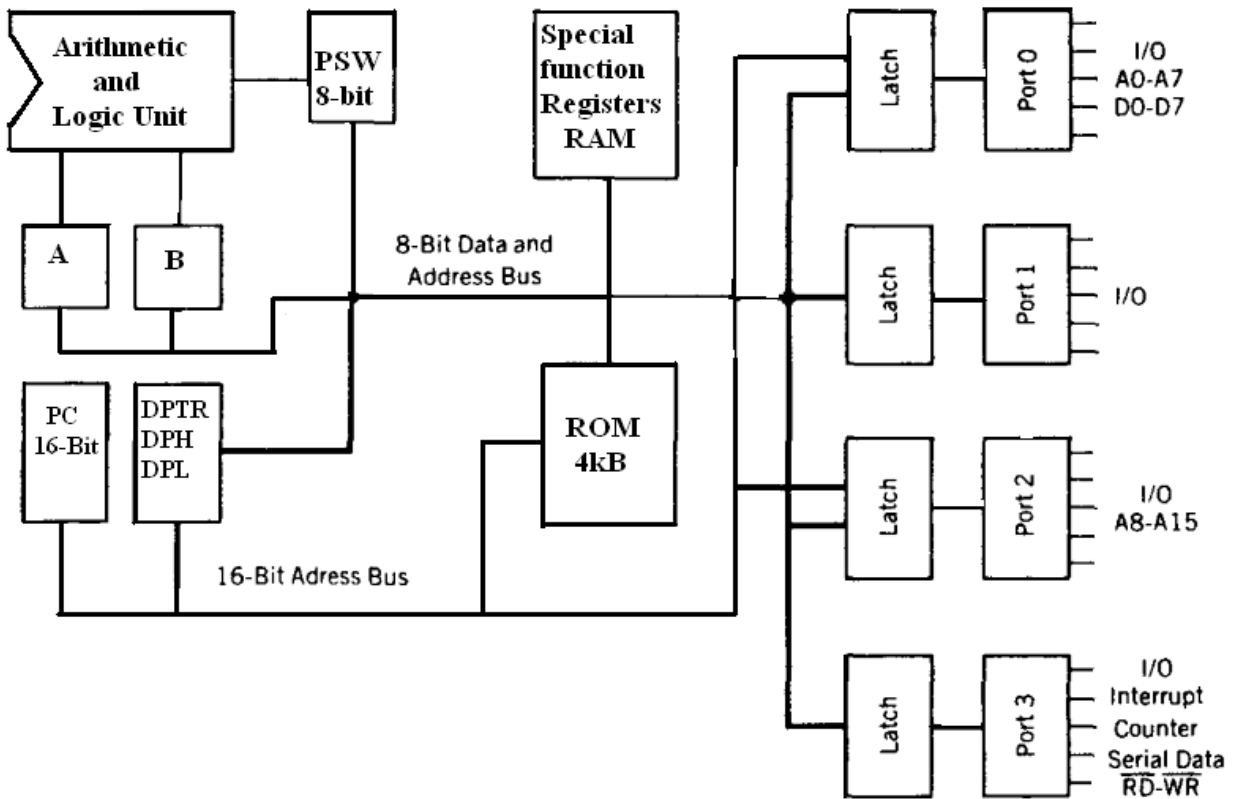 Arithmetic
and
Logic Unit
PSW
8-bit
Special
function
Registers
RAM
A
B
8-Bit Data and
Address Bus
PC
16-Bit
DPTR
DPH
DPL
ROM
4kB
16-Bit Adress Bus
Latch
Port 0
I/O
A0-A7
D0-D7
Latch
Port 1
I/O
Latch
Port 2
I/O
A8-A15
Latch
Port 3
I/O
Interrupt
Counter
Serial Data
R̅D̅-W̅R̅